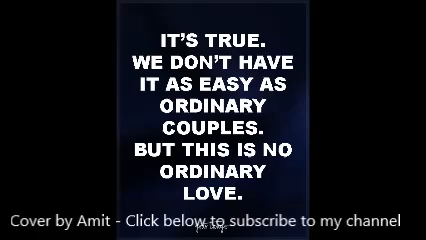 IT'S TRUE.
WE DON'T HAVE
IT AS EASY AS
ORDINARY
COUPLES.
BUT THIS IS NO
ORDINARY
LOVE.
Cover by Amit - Click below to subscribe to my channel